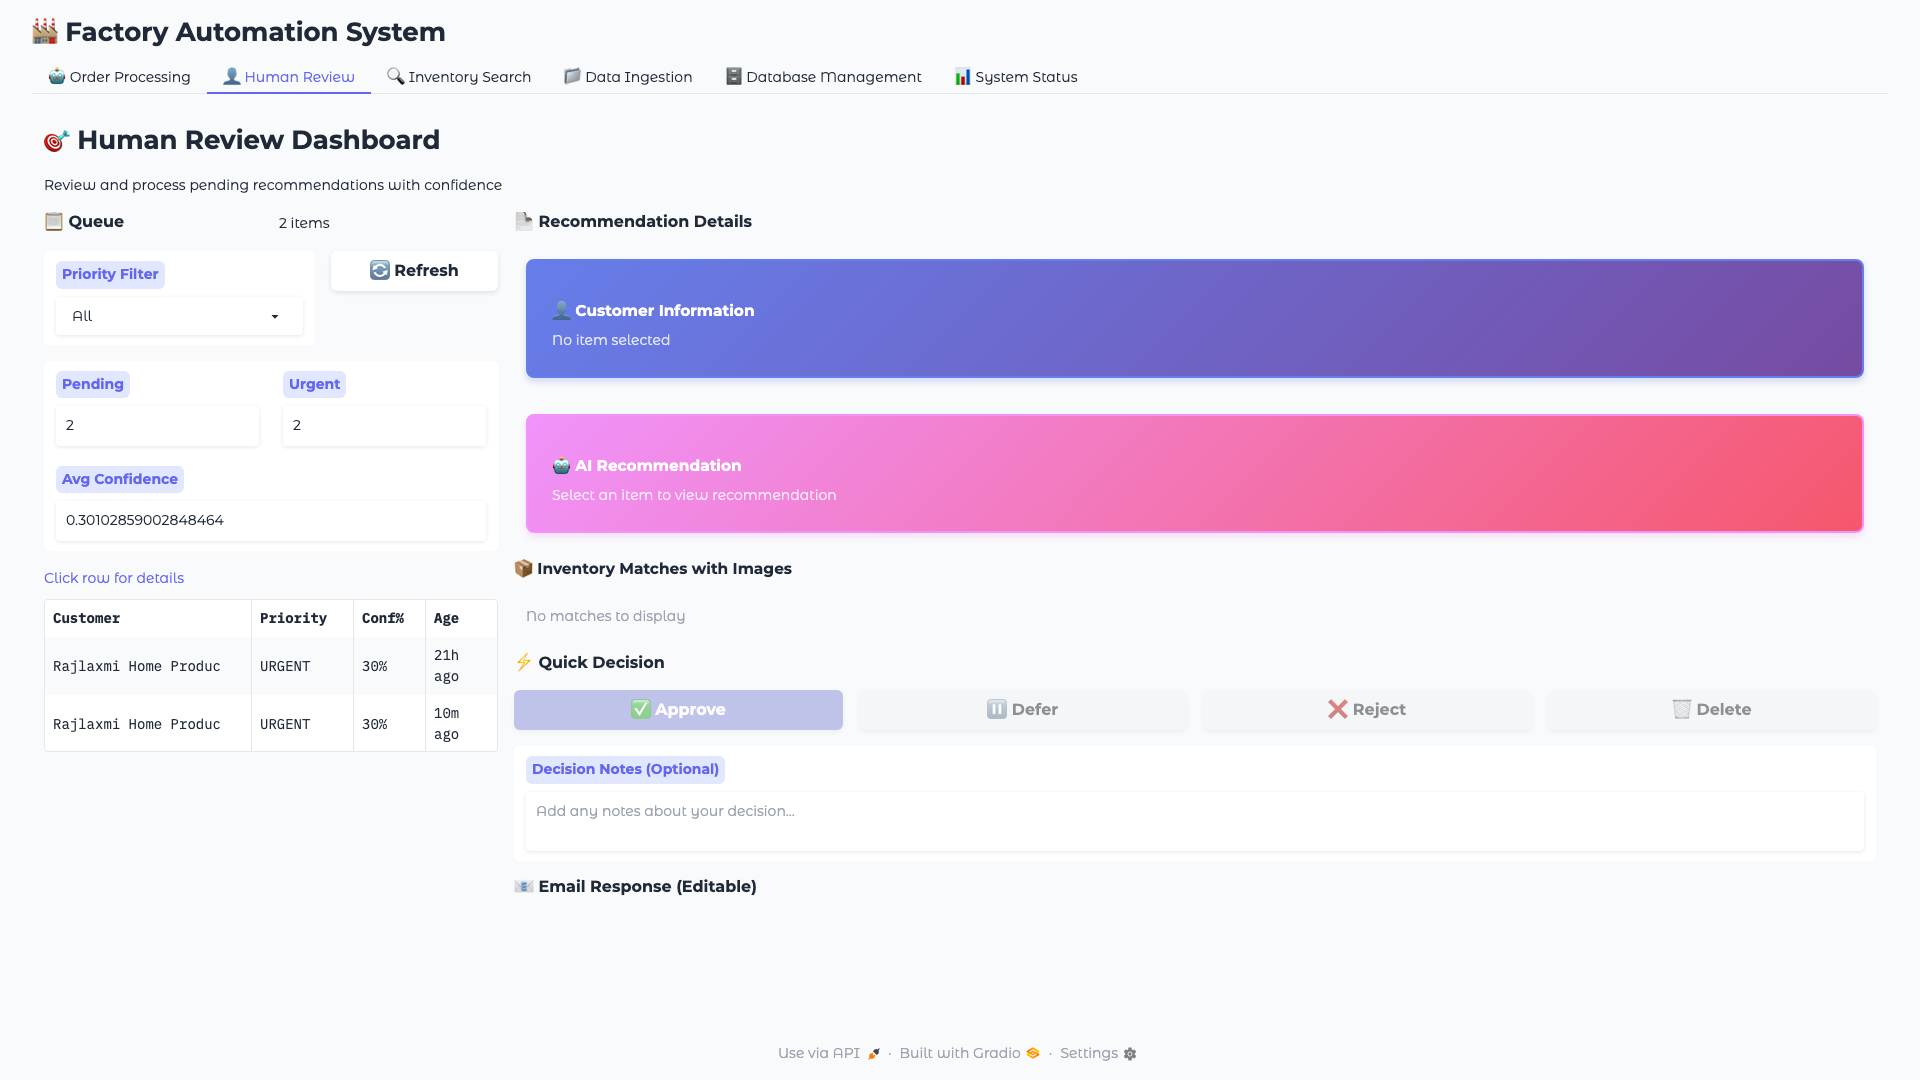 Factory Automation System
Order Processing
Human Review
Inventory Search
Data Ingestion
Database Management
System Status
Human Review Dashboard
Review and process pending recommendations with confidence
Queue
2 items
Priority Filter
All
Refresh
Pending
2
Urgent
2
Avg Confidence
0.30102859002848464
Click row for details
Customer Priority Conf% Age
Rajlaxmi Home Produc URGENT 30% 21h ago
Rajlaxmi Home Produc URGENT 30% 10m ago
Recommendation Details
Customer Information
No item selected
AI Recommendation
Select an item to view recommendation
Inventory Matches with Images
No matches to display
Quick Decision
Approve
Defer
Reject
Delete
Decision Notes (Optional)
Add any notes about your decision...
Email Response (Editable)
Use via API · Built with Gradio · Settings